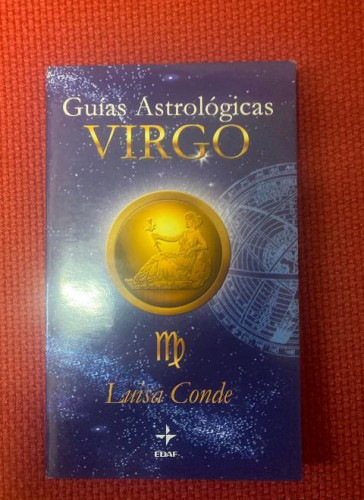 Guías Astrológicas
VIRGO
Luisa Conde
EDAF